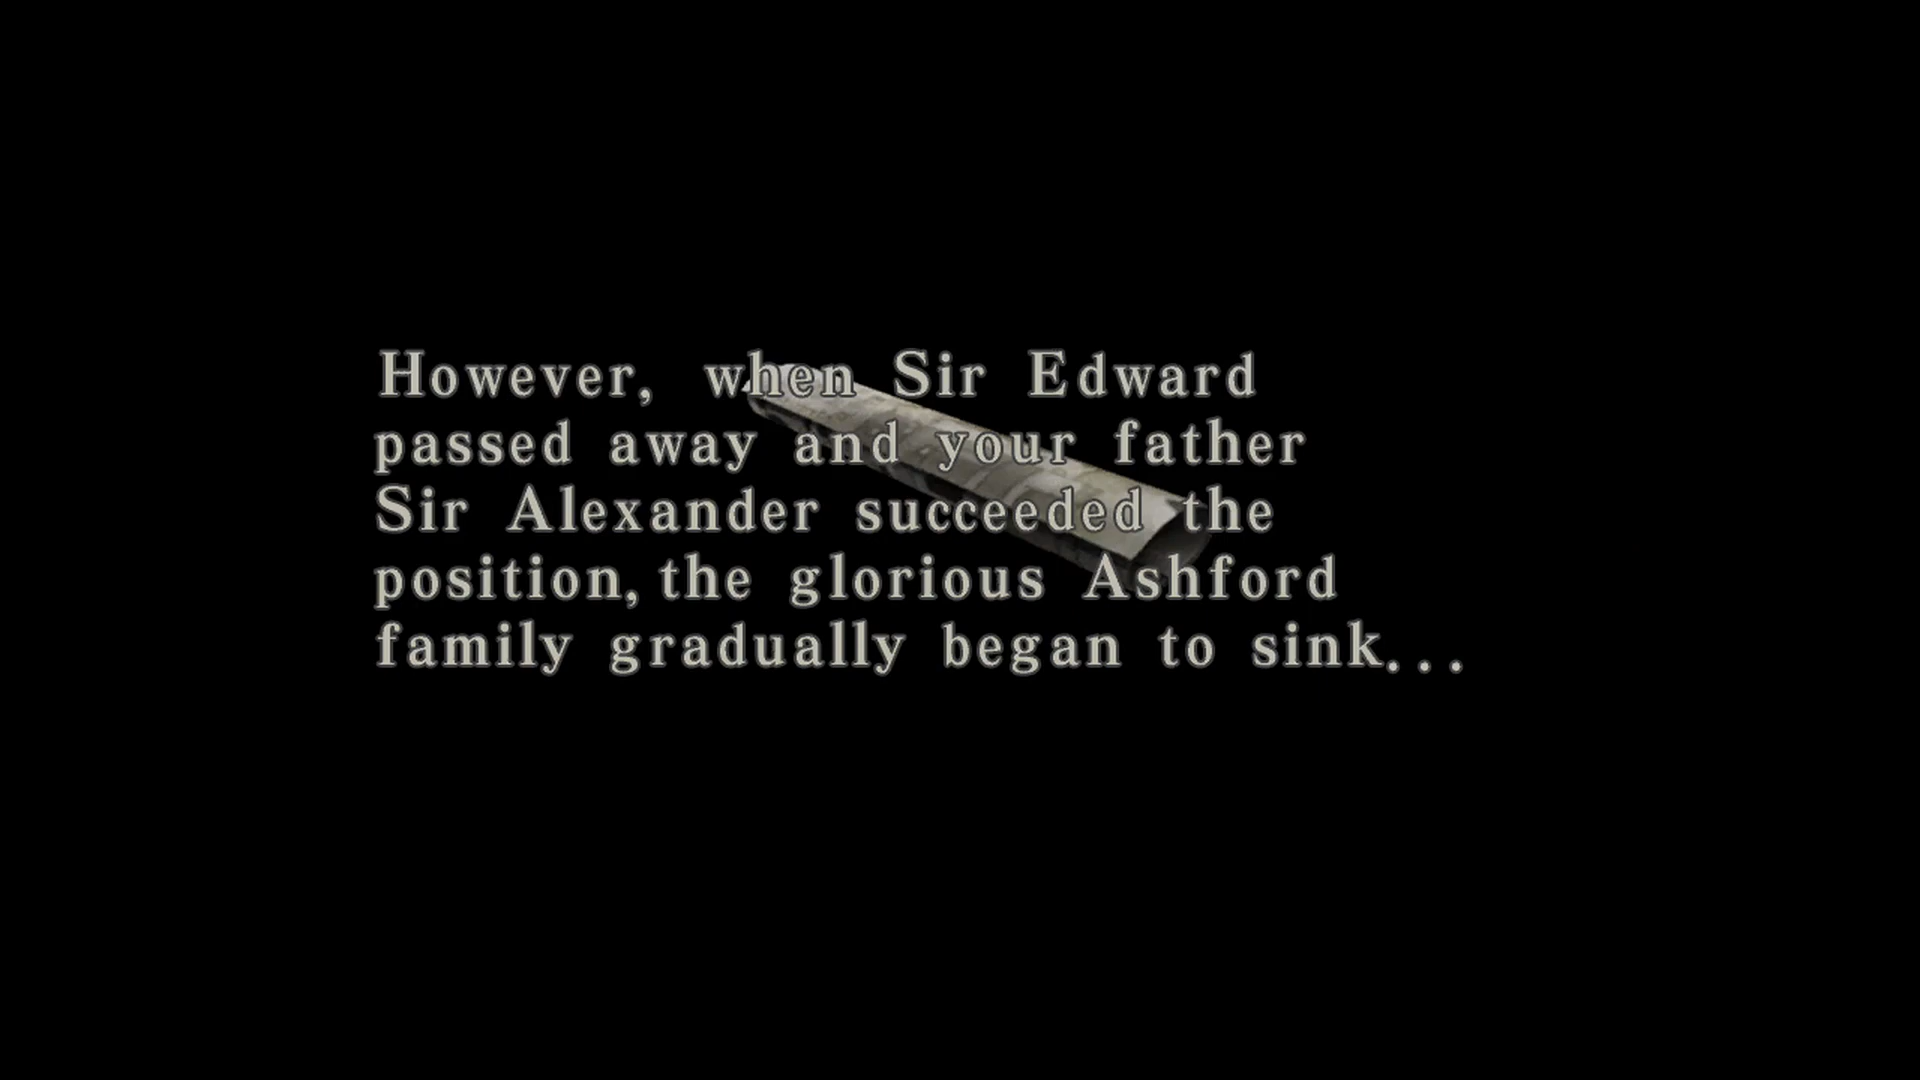 However, when Sir Edward
passed away and your father
Sir Alexander succeeded the
position, the glorious Ashford
family gradually began to sink...